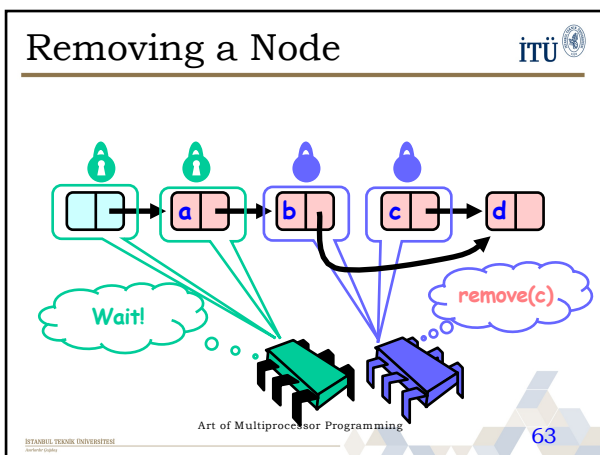 Removing a Node
İTÜ
a b c d
Wait!
remove(c)
Art of Multiprocessor Programming
İSTANBUL TEKNİK ÜNİVERSİTESİ
63